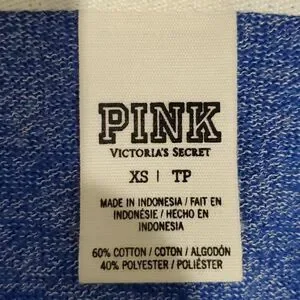 PINK
VICTORIA'S SECRET
XS | TP
MADE IN INDONESIA / FAIT EN
INDONÉSIE / HECHO EN
INDONESIA
60% COTTON / COTON / ALGODÓN
40% POLYESTER / POLIÉSTER